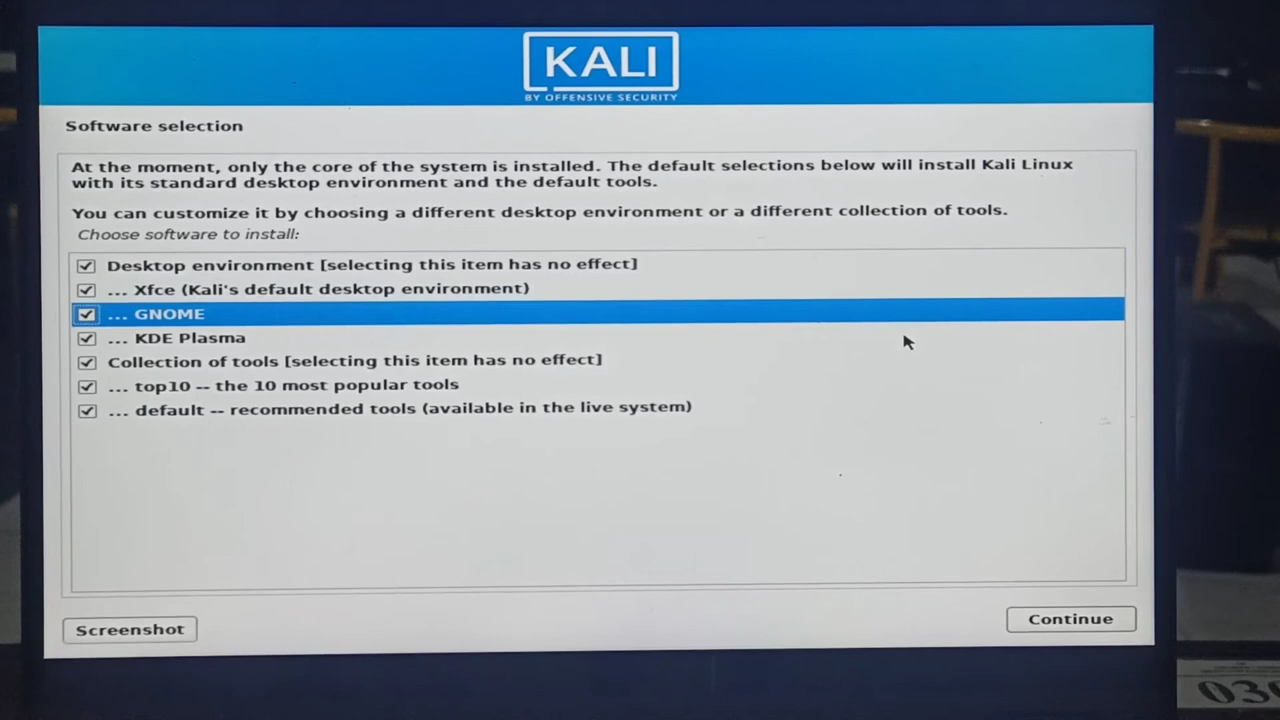 KALI
BY OFFENSIVE SECURITY
Software selection
At the moment, only the core of the system is installed. The default selections below will install Kali Linux
with its standard desktop environment and the default tools.
You can customize it by choosing a different desktop environment or a different collection of tools.
Choose software to install:
Desktop environment [selecting this item has no effect]
... Xfce (Kali's default desktop environment)
... GNOME
... KDE Plasma
Collection of tools [selecting this item has no effect]
... top10 -- the 10 most popular tools
... default -- recommended tools (available in the live system)
Screenshot
Continue